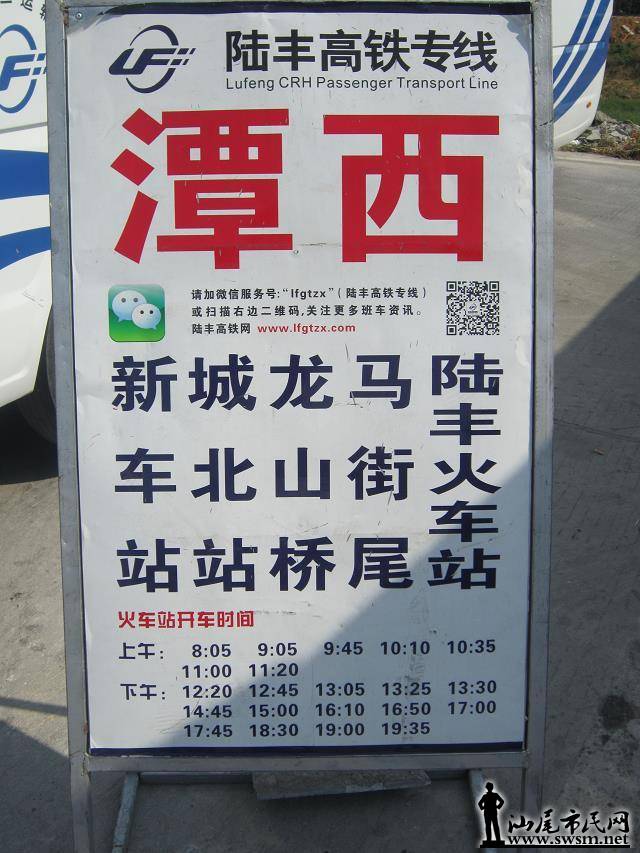 陆丰高铁专线
Lufeng CRH Passenger Transport Line
潭西
请加微信服务号:“lfgtzx”(陆丰高铁专线)
或扫描右边二维码,关注更多班车资讯。
陆丰高铁网 www.lfgtzx.com
新车站
城北站
龙山桥
马街尾
陆丰火车站
火车站开车时间
上午: 8:05 9:05 9:45 10:10 10:35
11:00 11:20
下午: 12:20 12:45 13:05 13:25 13:30
14:45 15:00 16:10 16:50 17:00
17:45 18:30 19:00 19:35
汕尾市民网
www.swsm.net